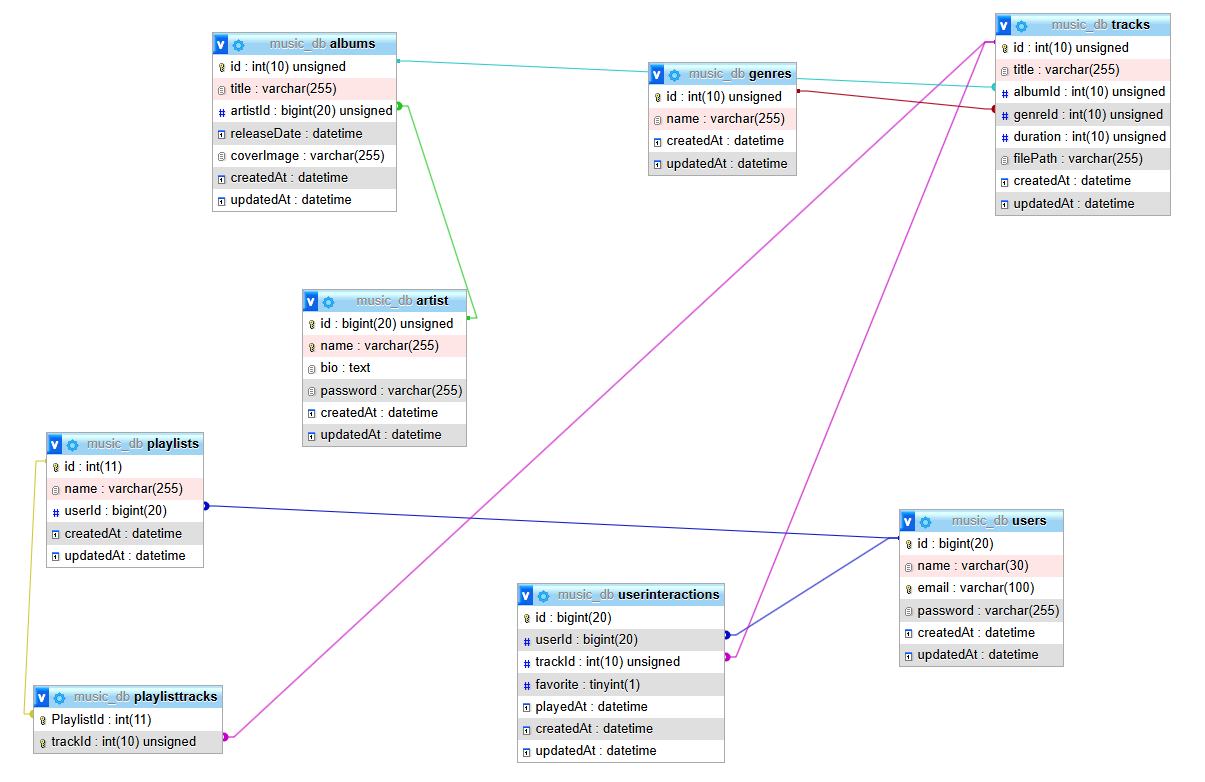 music_db albums
id : int(10) unsigned
title : varchar(255)
artistId : bigint(20) unsigned
releaseDate : datetime
coverImage : varchar(255)
createdAt : datetime
updatedAt : datetime
music_db genres
id : int(10) unsigned
name : varchar(255)
createdAt : datetime
updatedAt : datetime
music_db tracks
id : int(10) unsigned
title : varchar(255)
albumId : int(10) unsigned
genreId : int(10) unsigned
duration : int(10) unsigned
filePath : varchar(255)
createdAt : datetime
updatedAt : datetime
music_db artist
id : bigint(20) unsigned
name : varchar(255)
bio : text
password : varchar(255)
createdAt : datetime
updatedAt : datetime
music_db playlists
id : int(11)
name : varchar(255)
userId : bigint(20)
createdAt : datetime
updatedAt : datetime
music_db users
id : bigint(20)
name : varchar(30)
email : varchar(100)
password : varchar(255)
createdAt : datetime
updatedAt : datetime
music_db userinteractions
id : bigint(20)
userId : bigint(20)
trackId : int(10) unsigned
favorite : tinyint(1)
playedAt : datetime
createdAt : datetime
updatedAt : datetime
music_db playlisttracks
PlaylistId : int(11)
trackId : int(10) unsigned